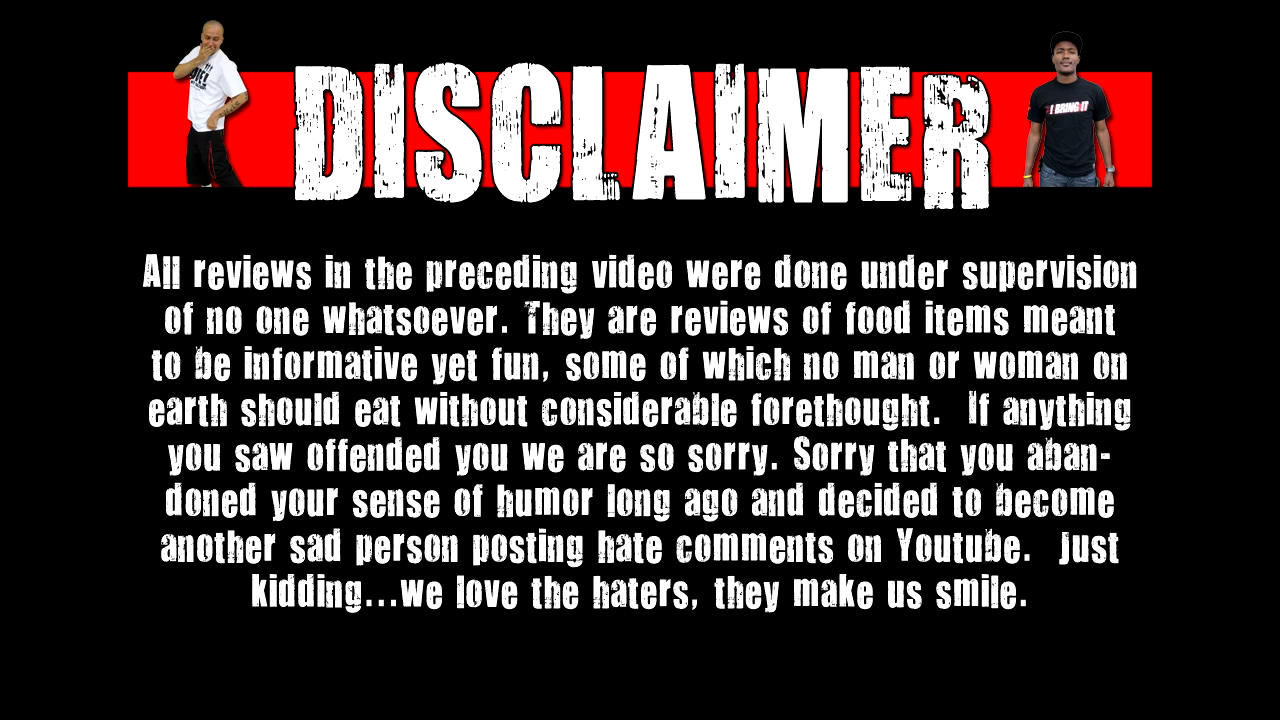 DISCLAIMER
I BRING IT
All reviews in the preceding video were done under supervision
of no one whatsoever. They are reviews of food items meant
to be informative yet fun, some of which no man or woman on
earth should eat without considerable forethought. If anything
you saw offended you we are so sorry. Sorry that you aban-
doned your sense of humor long ago and decided to become
another sad person posting hate comments on Youtube. Just
kidding...we love the haters, they make us smile.